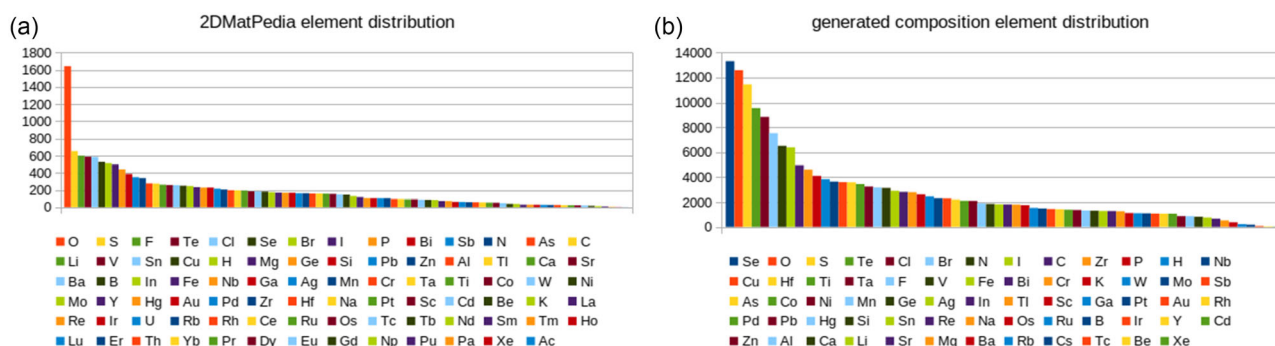 (a)
2DMatPedia element distribution
1800
1600
1400
1200
1000
800
600
400
200
0
O S F Te Cl Se Br I P Bi Sb N As C
Li V Sn Cu H Mg Ge Si Pb Zn Al Tl Ca Sr
Ba B In Fe Nb Ga Ag Mn Cr Ta Ti Co W Ni
Mo Y Hg Au Pd Zr Hf Na Pt Sc Cd Be K La
Re Ir U Rb Rh Ce Ru Os Tc Tb Nd Sm Tm Ho
Lu Er Th Yb Pr Dy Eu Gd Np Pu Pa Xe Ac
(b)
generated composition element distribution
14000
12000
10000
8000
6000
4000
2000
0
Se O S Te Cl Br N I C Zr P H Nb
Cu Hf Ti Ta F V Fe Bi Cr K W Mo Sb
As Co Ni Mn Ge Ag In Tl Sc Ga Pt Au Rh
Pd Pb Hg Si Sn Re Na Os Ru B Ir Y Cd
Zn Al Ca Li Sr Mg Ba Rb Cs Tc Be Xe